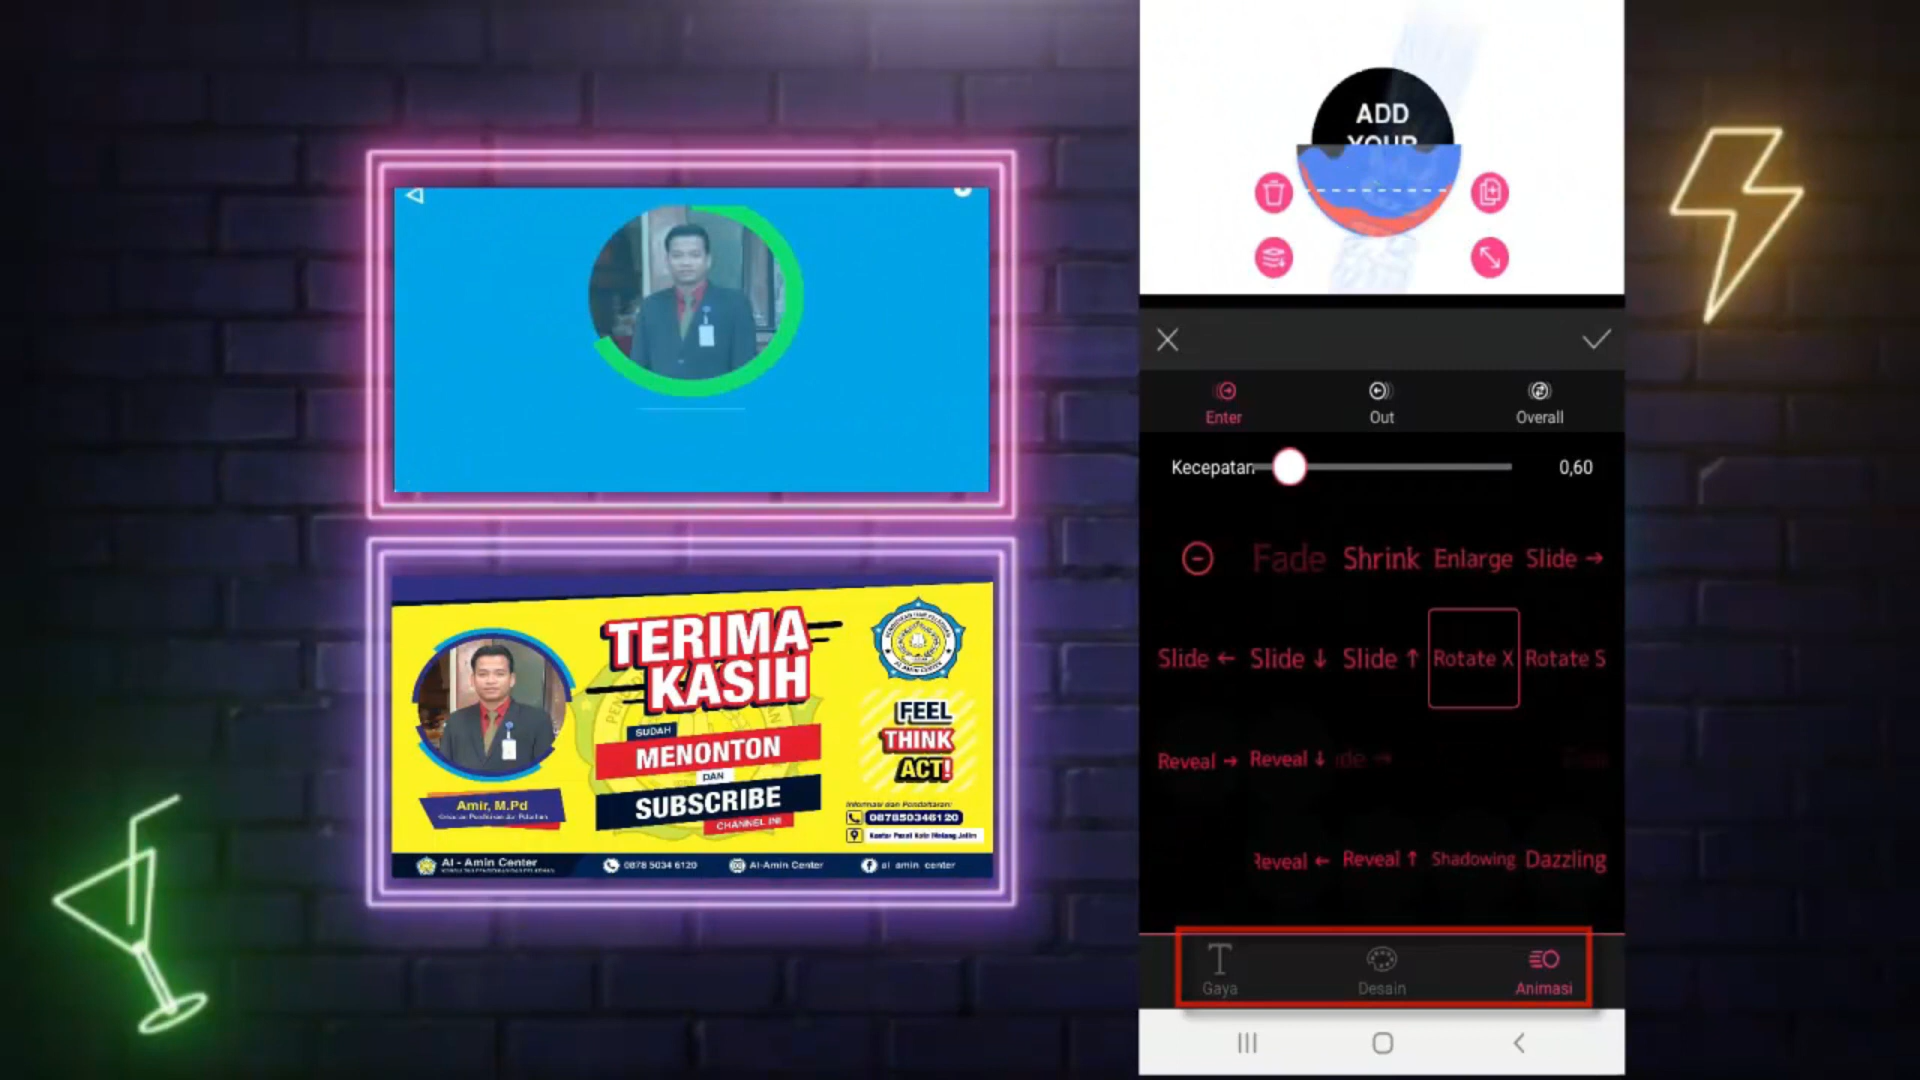 TERIMA
KASIH
SUDAH
MENONTON
DAN
SUBSCRIBE
CHANNEL INI
FEEL
THINK
ACT!
Amir, M.Pd
Informasi dan Pendaftaran:
087850346120
Al - Amin Center
0878 5034 6120
Al-Amin Center
al amin center
ADD
YOUR
Enter
Out
Overall
Kecepatan
0,60
Fade
Shrink
Enlarge
Slide →
Slide ←
Slide ↓
Slide ↑
Rotate X
Rotate S
Reveal →
Reveal ↓
Reveal ←
Reveal ↑
Shadowing
Dazzling
Gaya
Desain
Animasi